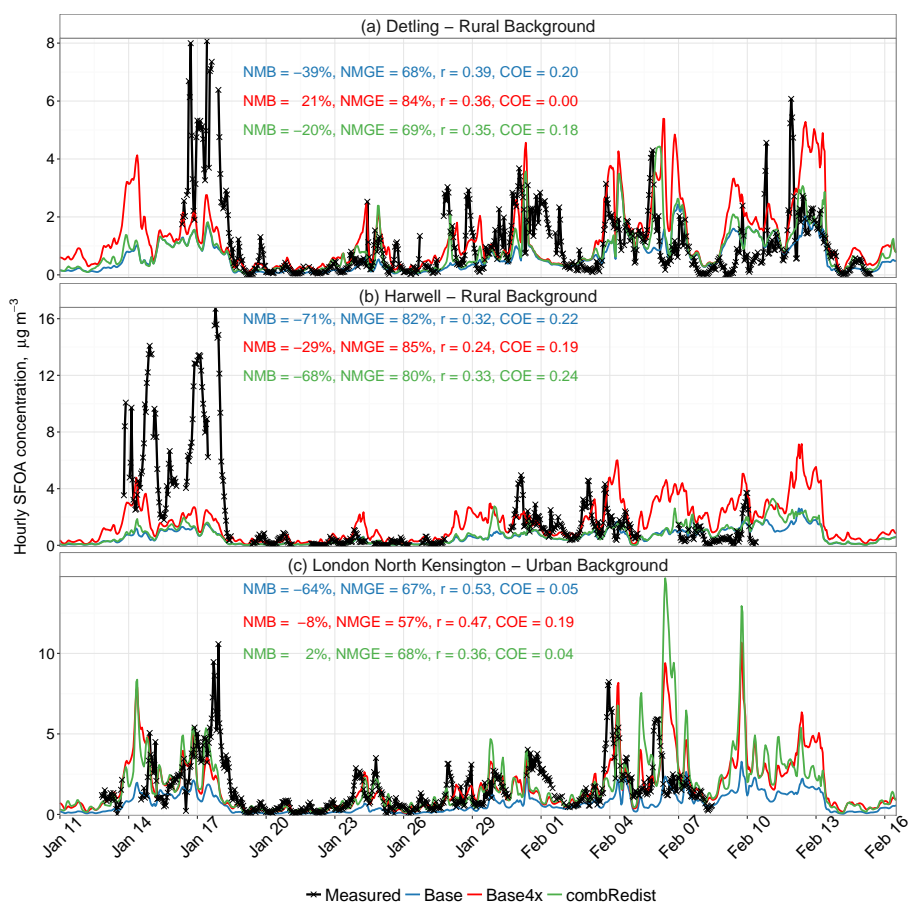 (a) Detling − Rural Background
NMB = −39%, NMGE = 68%, r = 0.39, COE = 0.20
NMB = 21%, NMGE = 84%, r = 0.36, COE = 0.00
NMB = −20%, NMGE = 69%, r = 0.35, COE = 0.18
8
6
4
2
0
(b) Harwell − Rural Background
NMB = −71%, NMGE = 82%, r = 0.32, COE = 0.22
NMB = −29%, NMGE = 85%, r = 0.24, COE = 0.19
NMB = −68%, NMGE = 80%, r = 0.33, COE = 0.24
16
12
8
4
0
Hourly SFOA concentration, μg m⁻³
(c) London North Kensington − Urban Background
NMB = −64%, NMGE = 67%, r = 0.53, COE = 0.05
NMB = −8%, NMGE = 57%, r = 0.47, COE = 0.19
NMB = 2%, NMGE = 68%, r = 0.36, COE = 0.04
10
5
0
Jan 11 Jan 14 Jan 17 Jan 20 Jan 23 Jan 26 Jan 29 Feb 01 Feb 04 Feb 07 Feb 10 Feb 13 Feb 16
Measured Base Base4x combRedist